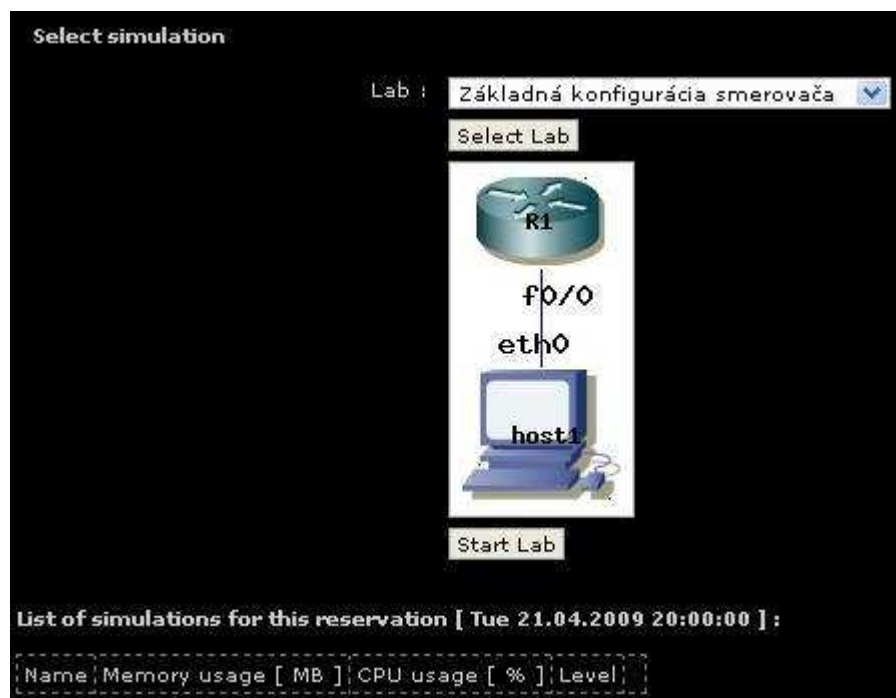 Select simulation
Lab : Základná konfigurácia smerovača
Select Lab
R1
f0/0
eth0
host1
Start Lab
List of simulations for this reservation [ Tue 21.04.2009 20:00:00 ] :
Name Memory usage [ MB ] CPU usage [ % ] Level